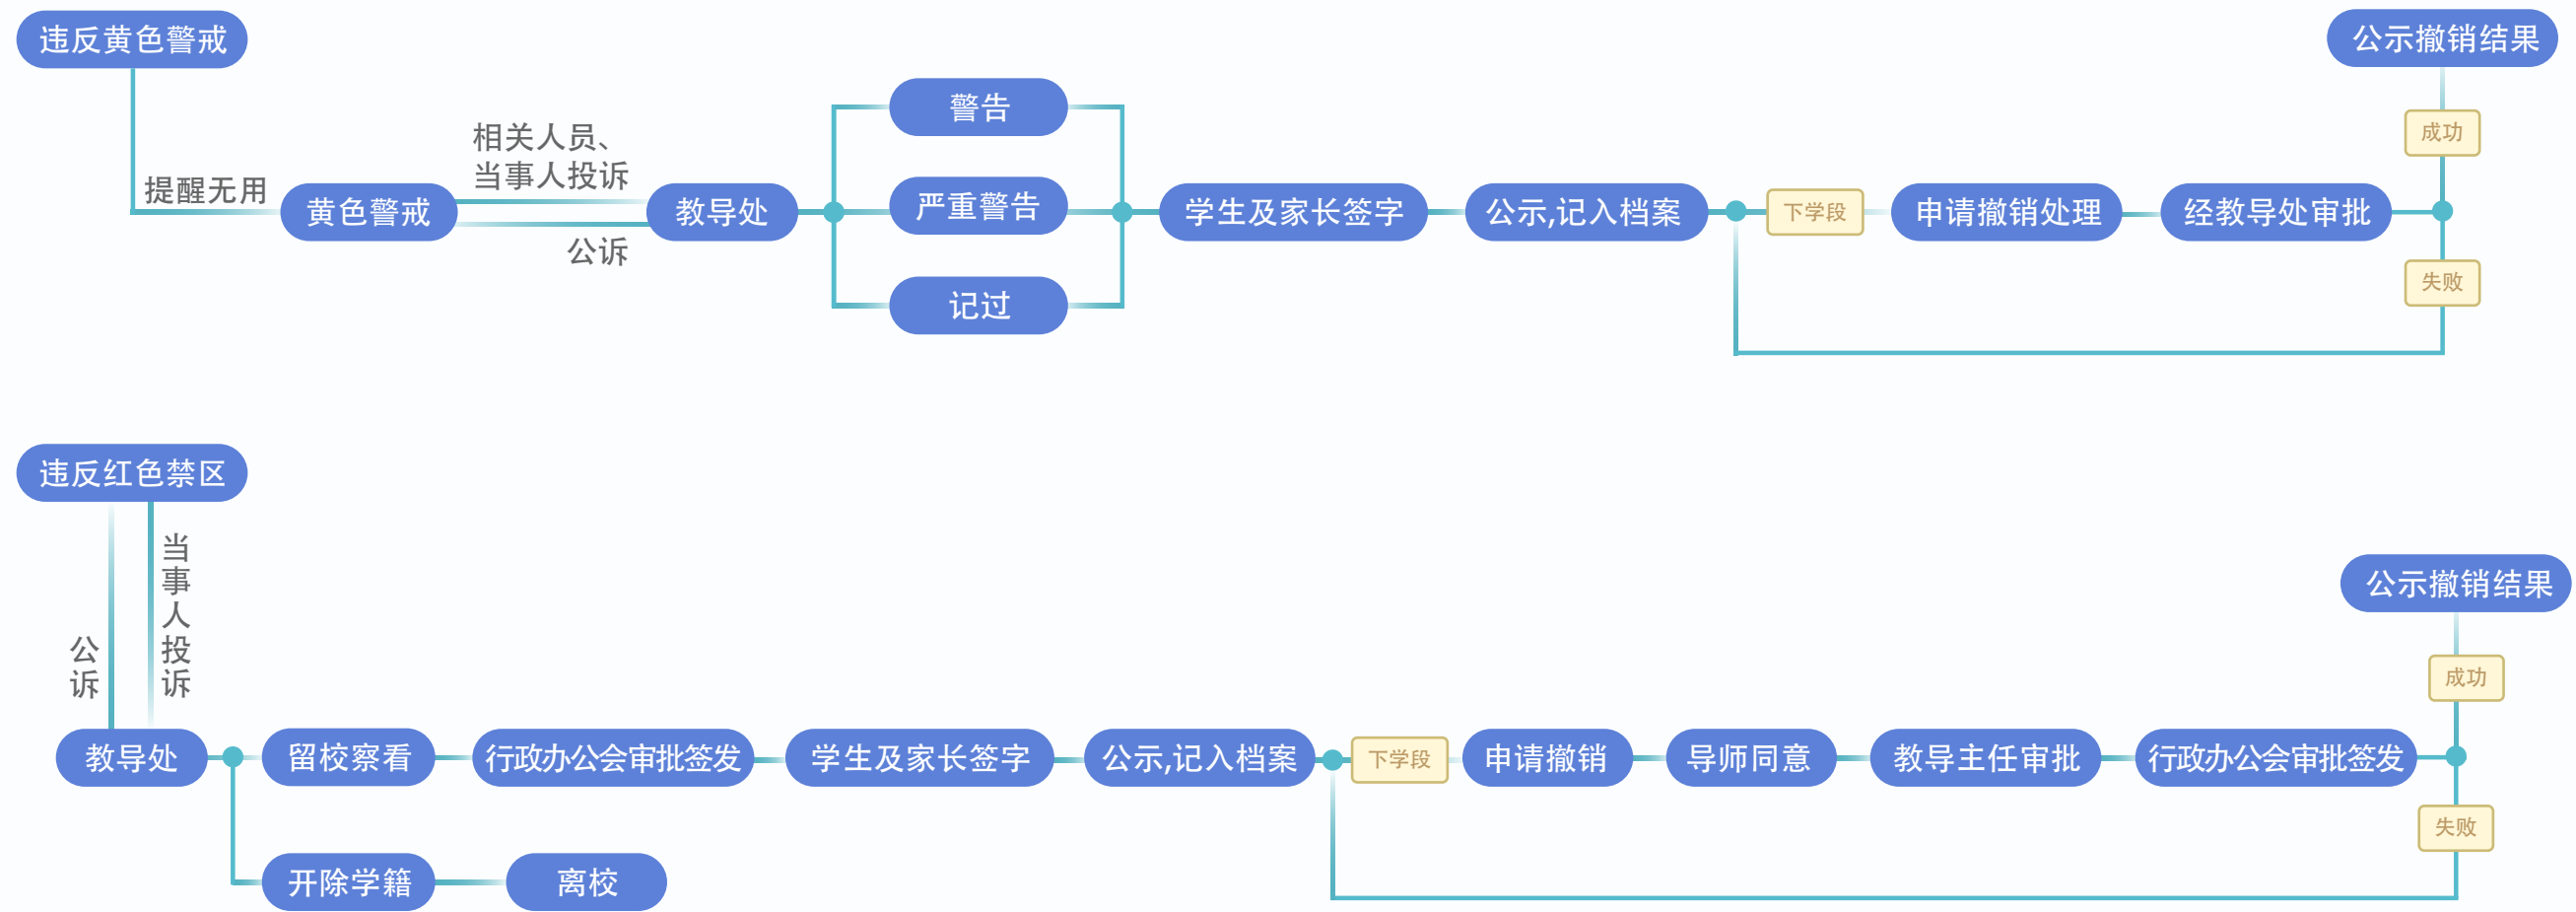 违反黄色警戒
提醒无用
黄色警戒
相关人员、
当事人投诉
公诉
教导处
警告
严重警告
记过
学生及家长签字
公示,记入档案
下学段
申请撤销处理
经教导处审批
成功
公示撤销结果
失败
违反红色禁区
公诉
当事人投诉
教导处
留校察看
行政办公会审批签发
学生及家长签字
公示,记入档案
下学段
申请撤销
导师同意
教导主任审批
行政办公会审批签发
成功
公示撤销结果
失败
开除学籍
离校